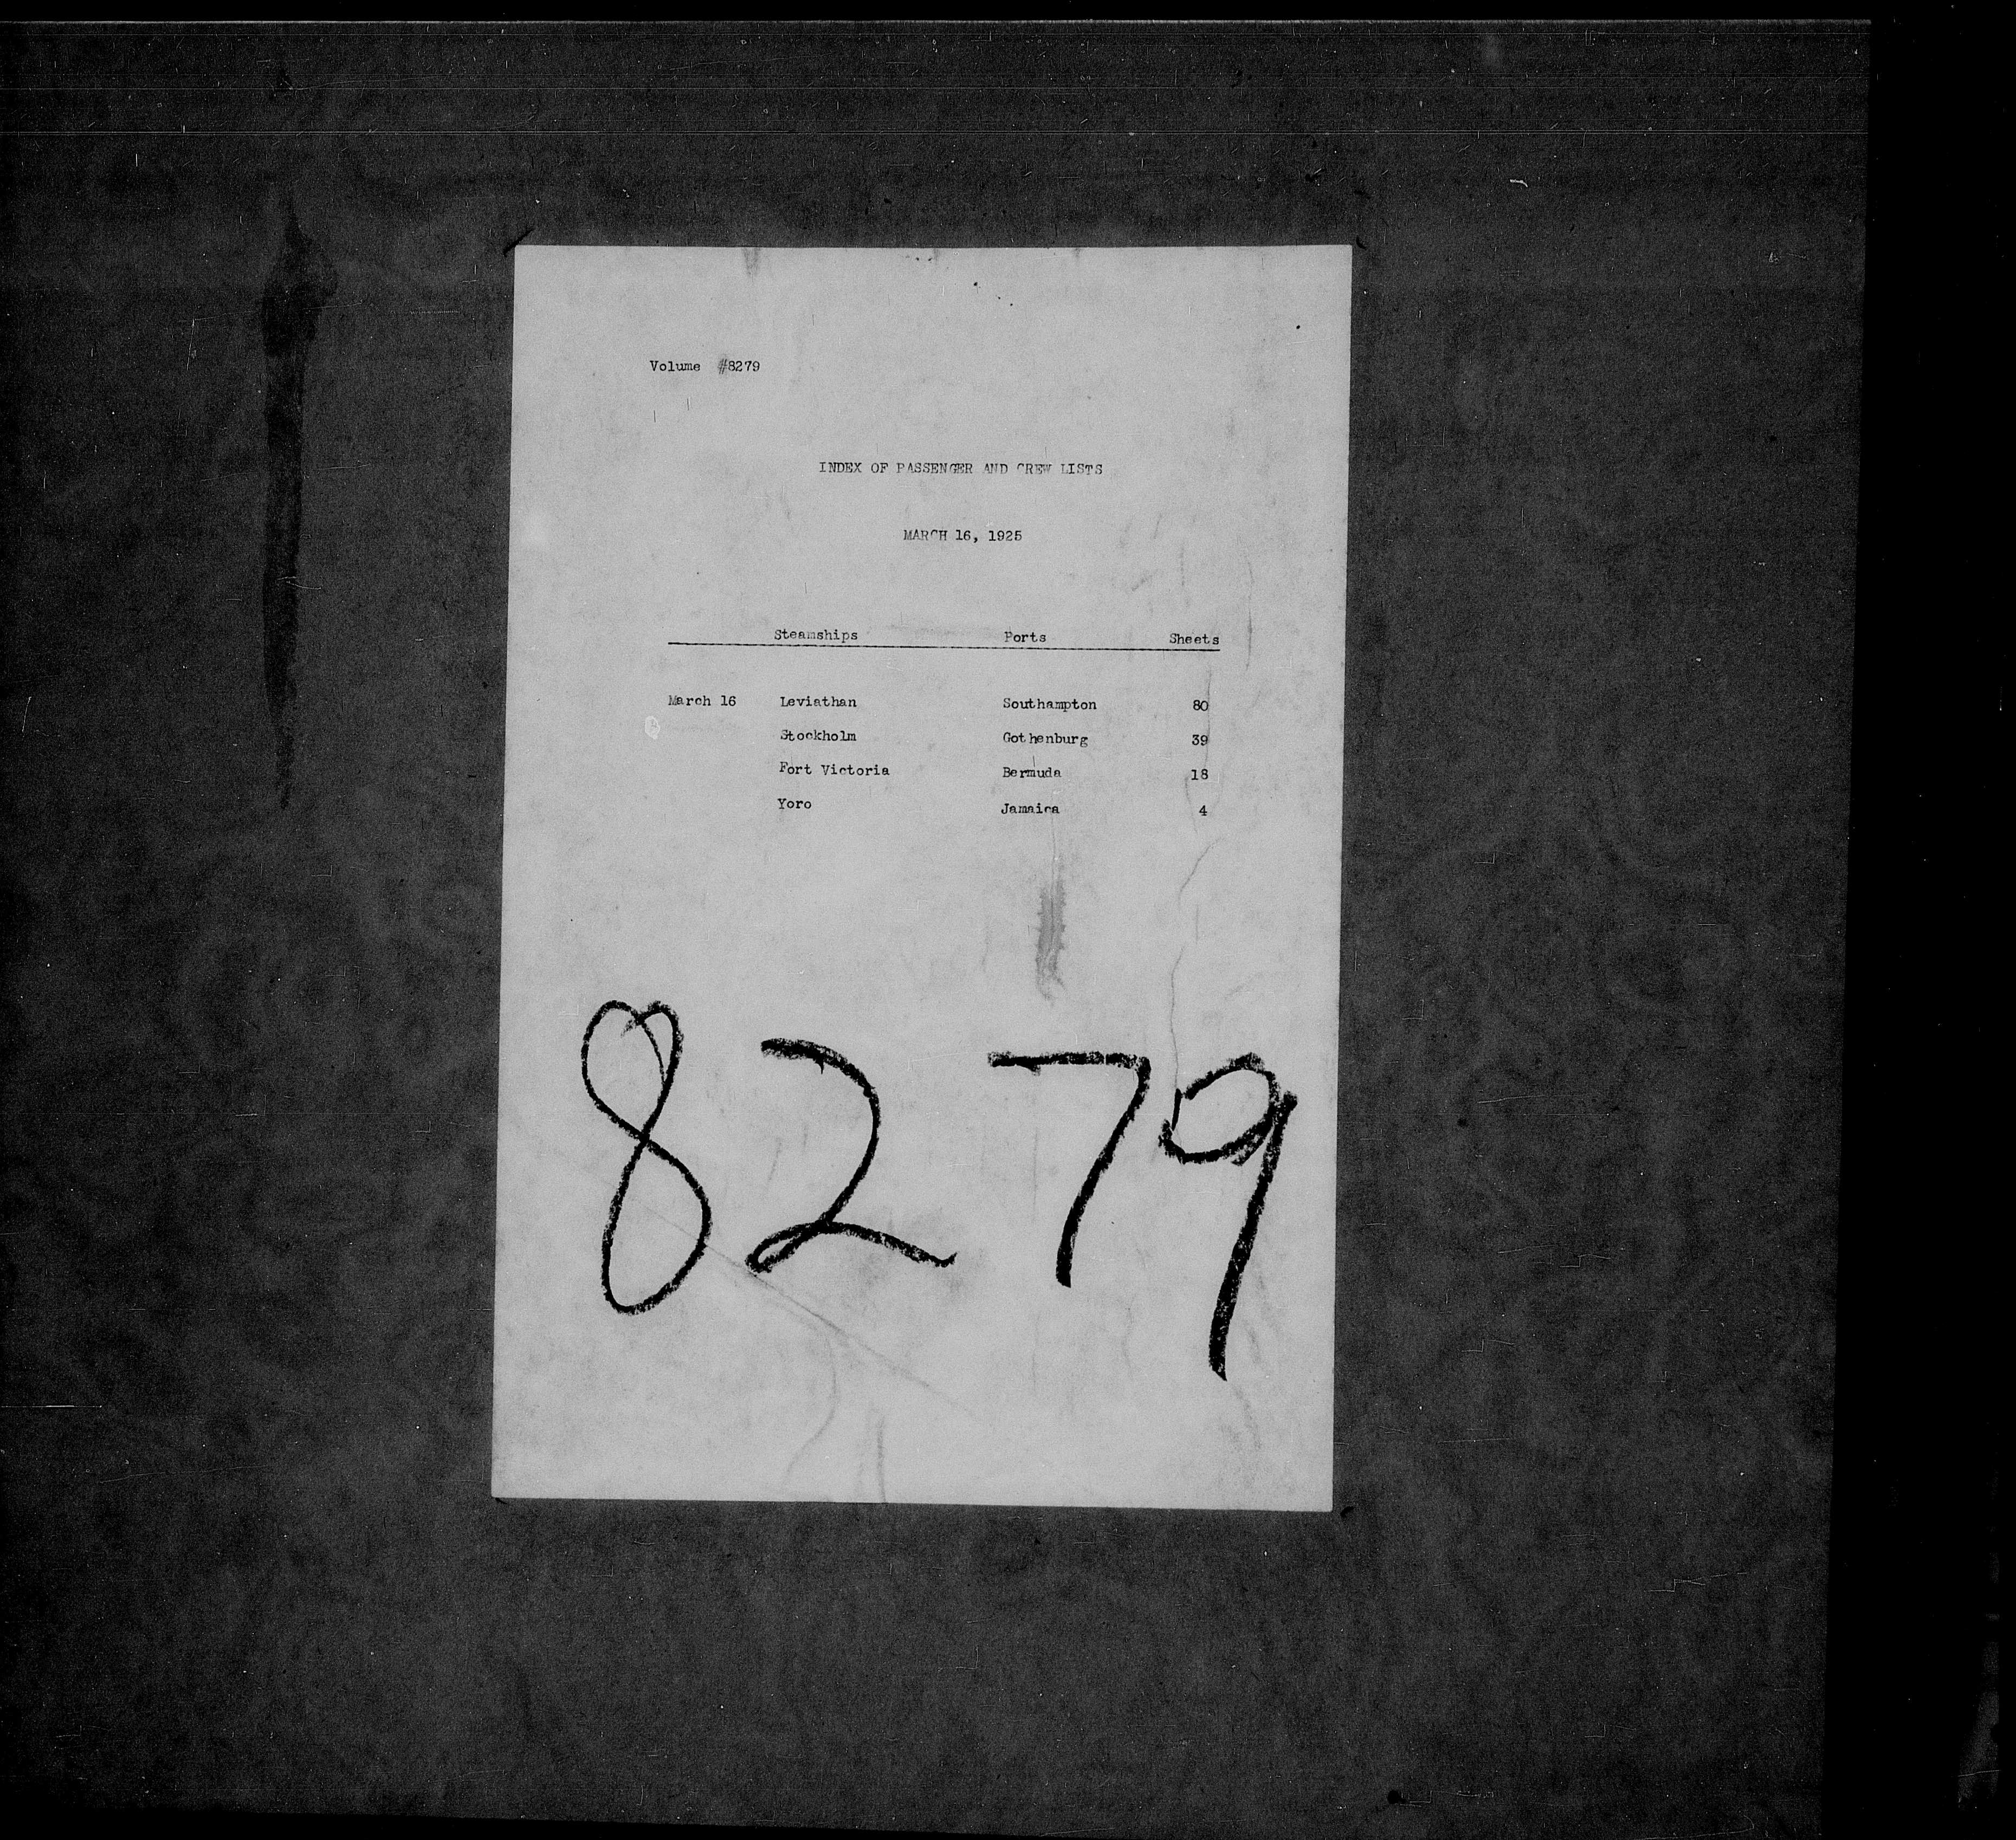 Volume #8279
INDEX OF PASSENGER AND CREW LISTS
MARCH 16, 1925
Steamships Ports Sheets
March 16 Leviathan Southampton 80
Stockholm Gothenburg 39
Fort Victoria Bermuda 18
Yoro Jamaica 4
8279